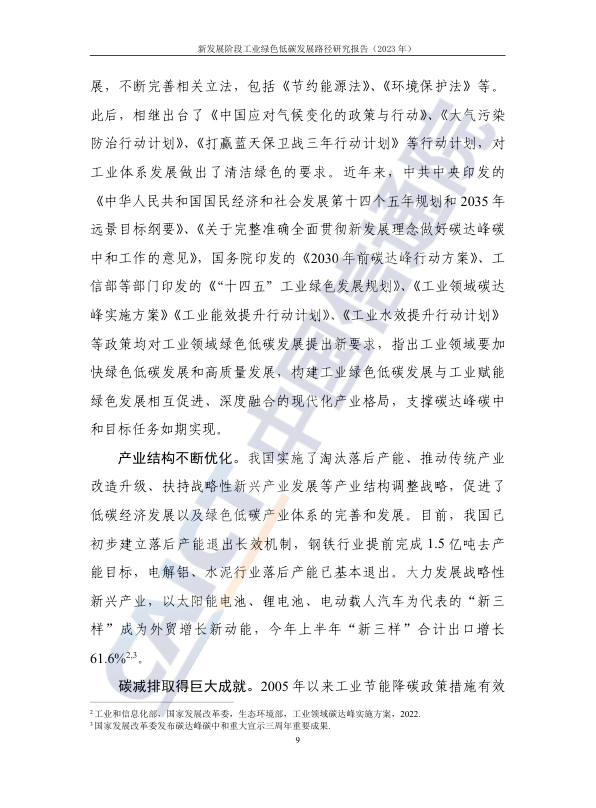 新发展阶段工业绿色低碳发展路径研究报告（2023 年）
展，不断完善相关立法，包括《节约能源法》、《环境保护法》等。
此后，相继出台了《中国应对气候变化的政策与行动》、《大气污染
防治行动计划》、《打赢蓝天保卫战三年行动计划》等行动计划，对
工业体系发展做出了清洁绿色的要求。近年来，中共中央印发的
《中华人民共和国国民经济和社会发展第十四个五年规划和 2035 年
远景目标纲要》、《关于完整准确全面贯彻新发展理念做好碳达峰碳
中和工作的意见》，国务院印发的《2030 年前碳达峰行动方案》、工
信部等部门印发的《“十四五”工业绿色发展规划》、《工业领域碳达
峰实施方案》《工业能效提升行动计划》、《工业水效提升行动计划》
等政策均对工业领域绿色低碳发展提出新要求，指出工业领域要加
快绿色低碳发展和高质量发展，构建工业绿色低碳发展与工业赋能
绿色发展相互促进、深度融合的现代化产业格局，支撑碳达峰碳中
和目标任务如期实现。
产业结构不断优化。我国实施了淘汰落后产能、推动传统产业
改造升级、扶持战略性新兴产业发展等产业结构调整战略，促进了
低碳经济发展以及绿色低碳产业体系的完善和发展。目前，我国已
初步建立落后产能退出长效机制，钢铁行业提前完成 1.5 亿吨去产
能目标，电解铝、水泥行业落后产能已基本退出。大力发展战略性
新兴产业，以太阳能电池、锂电池、电动载人汽车为代表的“新三
样”成为外贸增长新动能，今年上半年“新三样”合计出口增长
61.6%2,3。
碳减排取得巨大成就。2005 年以来工业节能降碳政策措施有效
2 工业和信息化部，国家发展改革委，生态环境部，工业领域碳达峰实施方案，2022.
3 国家发展改革委发布碳达峰碳中和重大宣示三周年重要成果.
9
CAICT 中国信通院